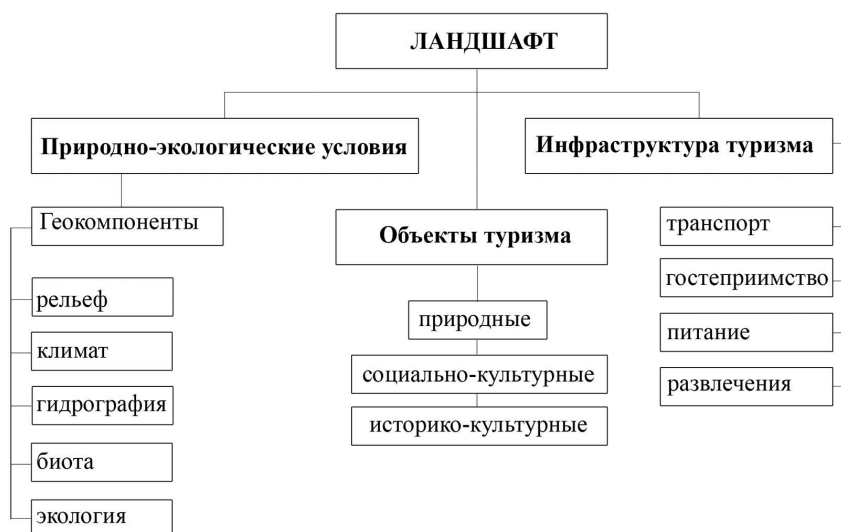 ЛАНДШАФТ
Природно-экологические условия
Инфраструктура туризма
Геокомпоненты
Объекты туризма
транспорт
гостеприимство
рельеф
природные
питание
климат
социально-культурные
развлечения
гидрография
историко-культурные
биота
экология